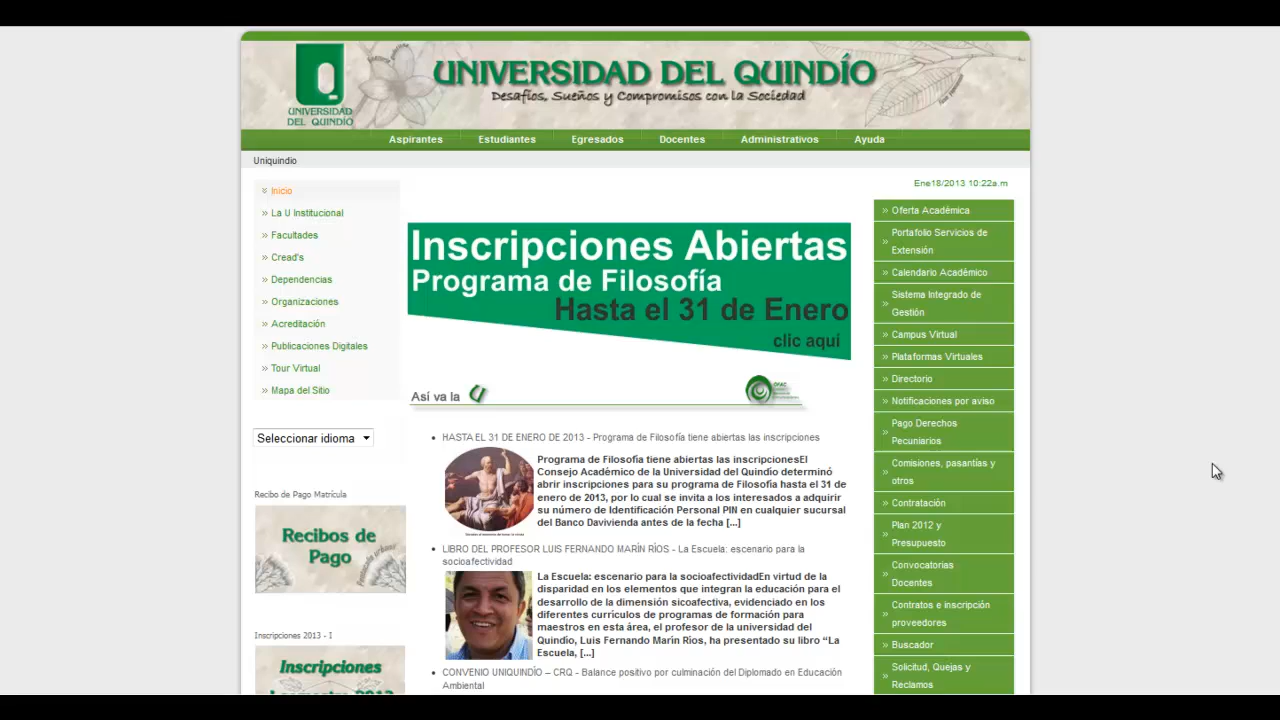 UNIVERSIDAD
DEL QUINDÍO
UNIVERSIDAD DEL QUINDÍO
Desafíos, Sueños y Compromisos con la Sociedad
Aspirantes
Estudiantes
Egresados
Docentes
Administrativos
Ayuda
Uniquindio
Ene18/2013 10:22a.m
Inicio
La U Institucional
Facultades
Cread's
Dependencias
Organizaciones
Acreditación
Publicaciones Digitales
Tour Virtual
Mapa del Sitio
Seleccionar idioma
Recibo de Pago Matrícula
Recibos de
Pago
Inscripciones 2013 - I
Inscripciones
I semestre 2013
Inscripciones Abiertas
Programa de Filosofía
Hasta el 31 de Enero
clic aquí
Así va la U
HASTA EL 31 DE ENERO DE 2013 - Programa de Filosofía tiene abiertas las inscripciones
Programa de Filosofía tiene abiertas las inscripcionesEl
Consejo Académico de la Universidad del Quindío determinó
abrir inscripciones para su programa de Filosofía hasta el 31 de
enero de 2013, por lo cual se invita a los interesados a adquirir
su número de Identificación Personal PIN en cualquier sucursal
del Banco Davivienda antes de la fecha [...]
LIBRO DEL PROFESOR LUIS FERNANDO MARÍN RÍOS - La Escuela: escenario para la
socioafectividad
La Escuela: escenario para la socioafectividadEn virtud de la
disparidad en los elementos que integran la educación para el
desarrollo de la dimensión sicoafectiva, evidenciado en los
diferentes currículos de programas de formación para
maestros en esta área, el profesor de la universidad del
Quindío, Luis Fernando Marín Ríos, ha presentado su libro “La
Escuela, [...]
CONVENIO UNIQUINDÍO – CRQ - Balance positivo por culminación del Diplomado en Educación
Ambiental
Oferta Académica
Portafolio Servicios de
Extensión
Calendario Académico
Sistema Integrado de
Gestión
Campus Virtual
Plataformas Virtuales
Directorio
Notificaciones por aviso
Pago Derechos
Pecuniarios
Comisiones, pasantías y
otros
Contratación
Plan 2012 y
Presupuesto
Convocatorias
Docentes
Contratos e inscripción
proveedores
Buscador
Solicitud, Quejas y
Reclamos